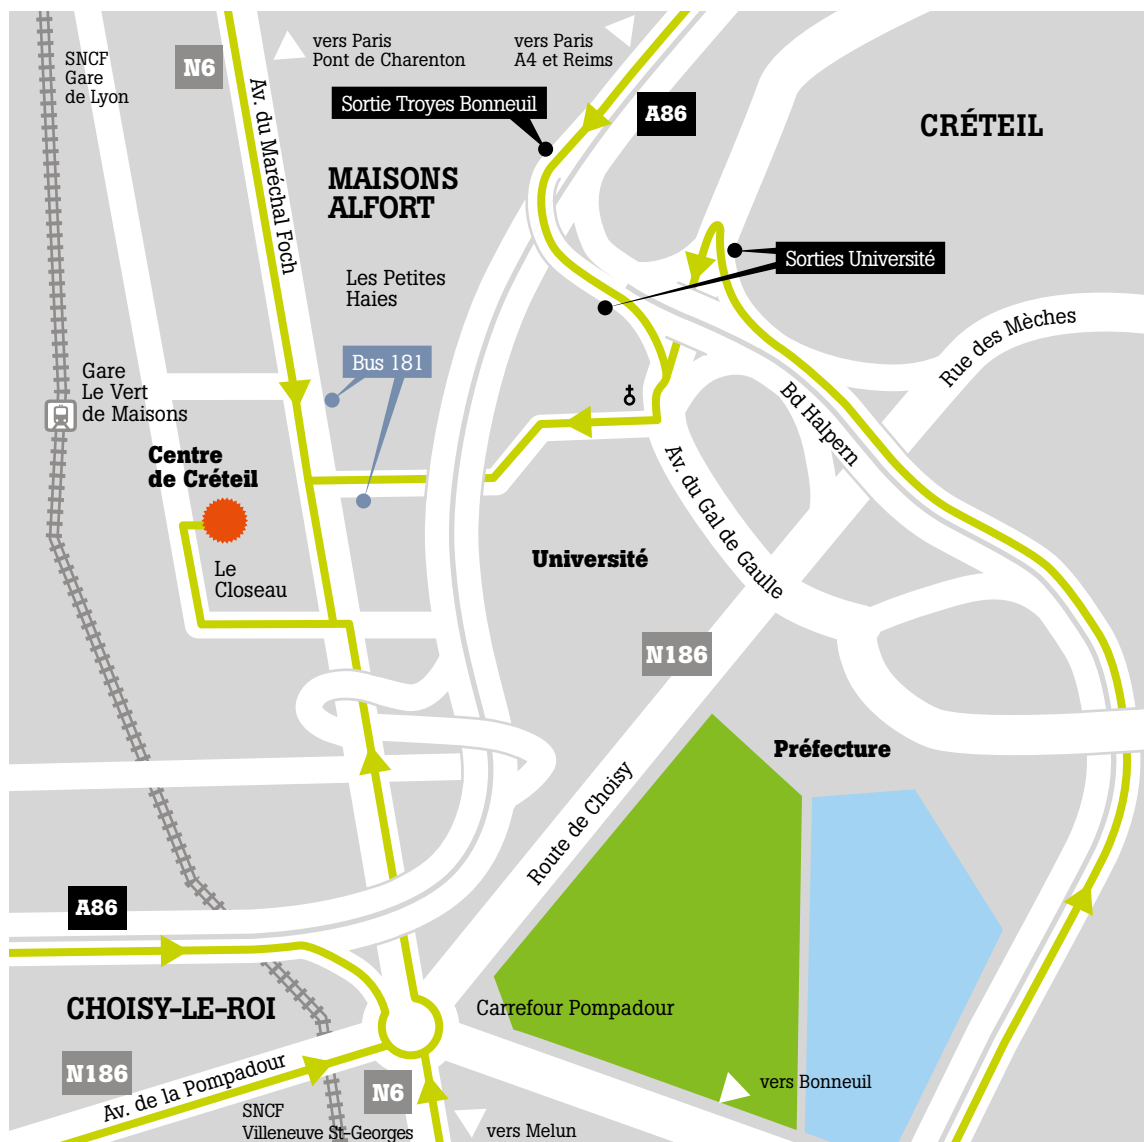 SNCF
Gare
de Lyon
N6
vers Paris
Pont de Charenton
vers Paris
A4 et Reims
Sortie Troyes Bonneuil
A86
CRÉTEIL
Av. du Maréchal Foch
MAISONS
ALFORT
Sorties Université
Les Petites
Haies
Rue des Mèches
Bus 181
Gare
Le Vert
de Maisons
Bd Halpern
Centre
de Créteil
Av. du Gal de Gaulle
Université
Le
Closeau
N186
Préfecture
Route de Choisy
A86
CHOISY-LE-ROI
Carrefour Pompadour
N186
Av. de la Pompadour
N6
vers Bonneuil
SNCF
Villeneuve St-Georges
vers Melun